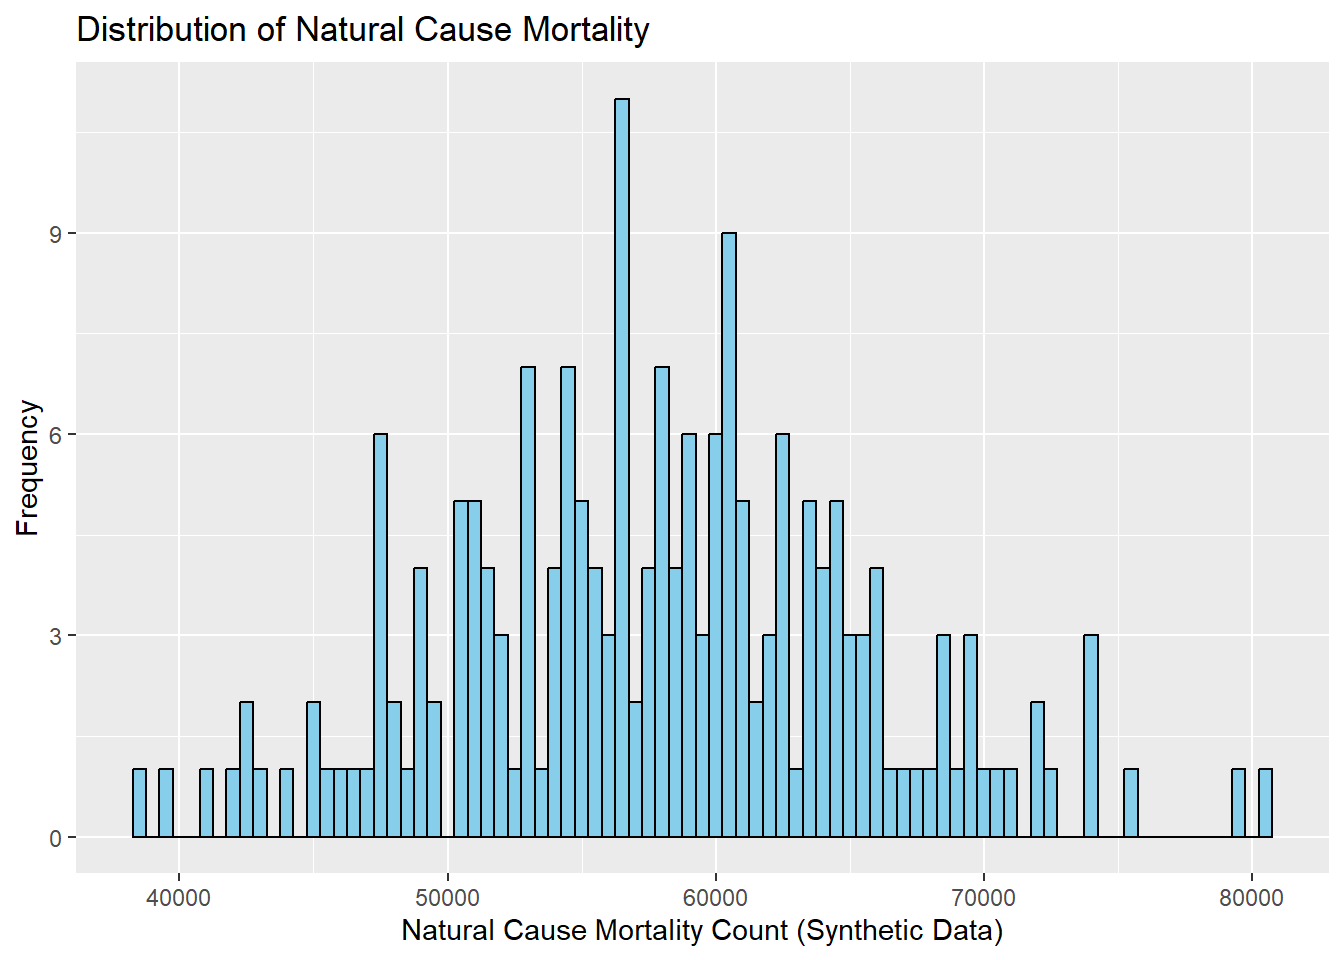 Distribution of Natural Cause Mortality
9
6
3
0
Frequency
40000 50000 60000 70000 80000
Natural Cause Mortality Count (Synthetic Data)